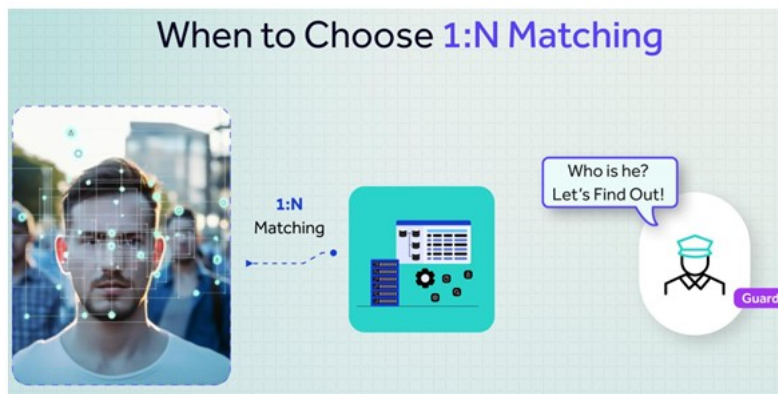 When to Choose 1:N Matching
1:N
Matching
Who is he?
Let's Find Out!
Guard